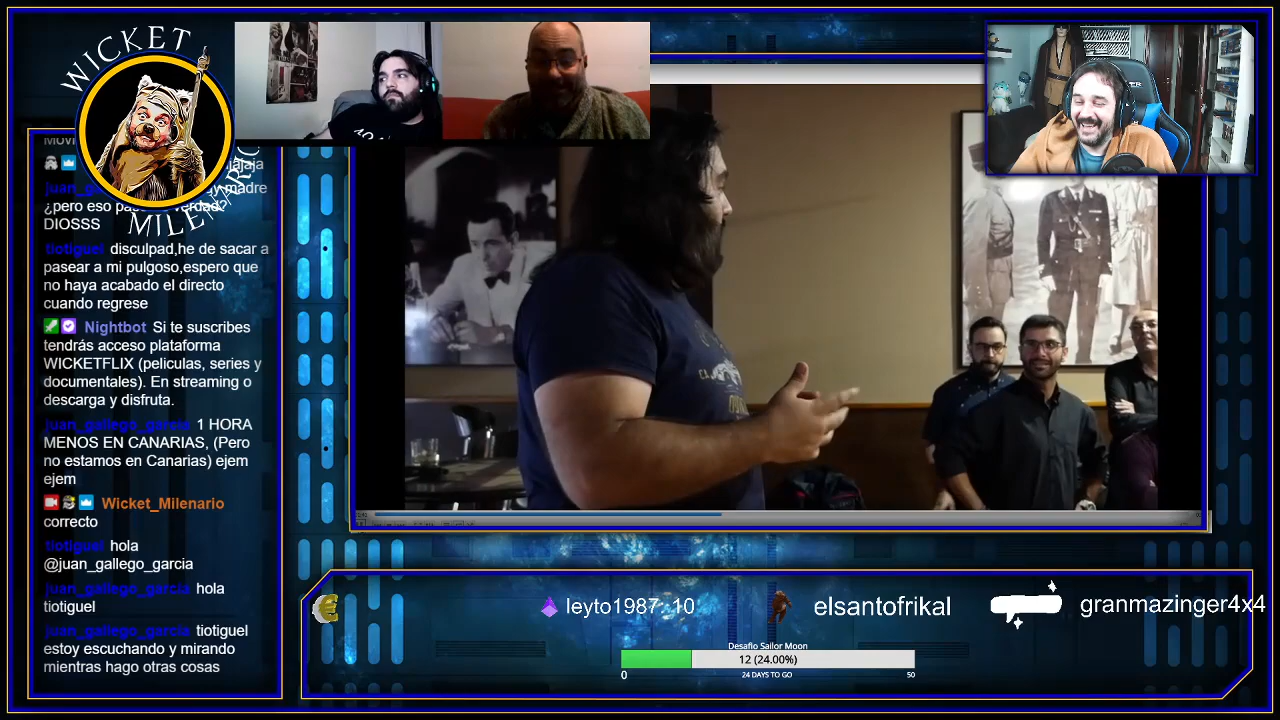 WICKET
MILENARIO
juan_
madre
¿pero eso
verdad?
DIOSSS
tiotiguel disculpad,he de sacar a
pasear a mi pulgoso,espero que
no haya acabado el directo
cuando regrese
Nightbot Si te suscribes
tendrás acceso plataforma
WICKETFLIX (peliculas, series y
documentales). En streaming o
descarga y disfruta.
juan_gallego_garcia 1 HORA
MENOS EN CANARIAS, (Pero
no estamos en Canarias) ejem
ejem
Wicket_Milenario
correcto
tiotiguel hola
@juan_gallego_garcia
juan_gallego_garcia hola
tiotiguel
juan_gallego_garcia tiotiguel
estoy escuchando y mirando
mientras hago otras cosas
leyto1987: 10
elsantofrikal
granmazinger4x4
Desafio Sailor Moon
12 (24.00%)
0
24 DAYS TO GO
50